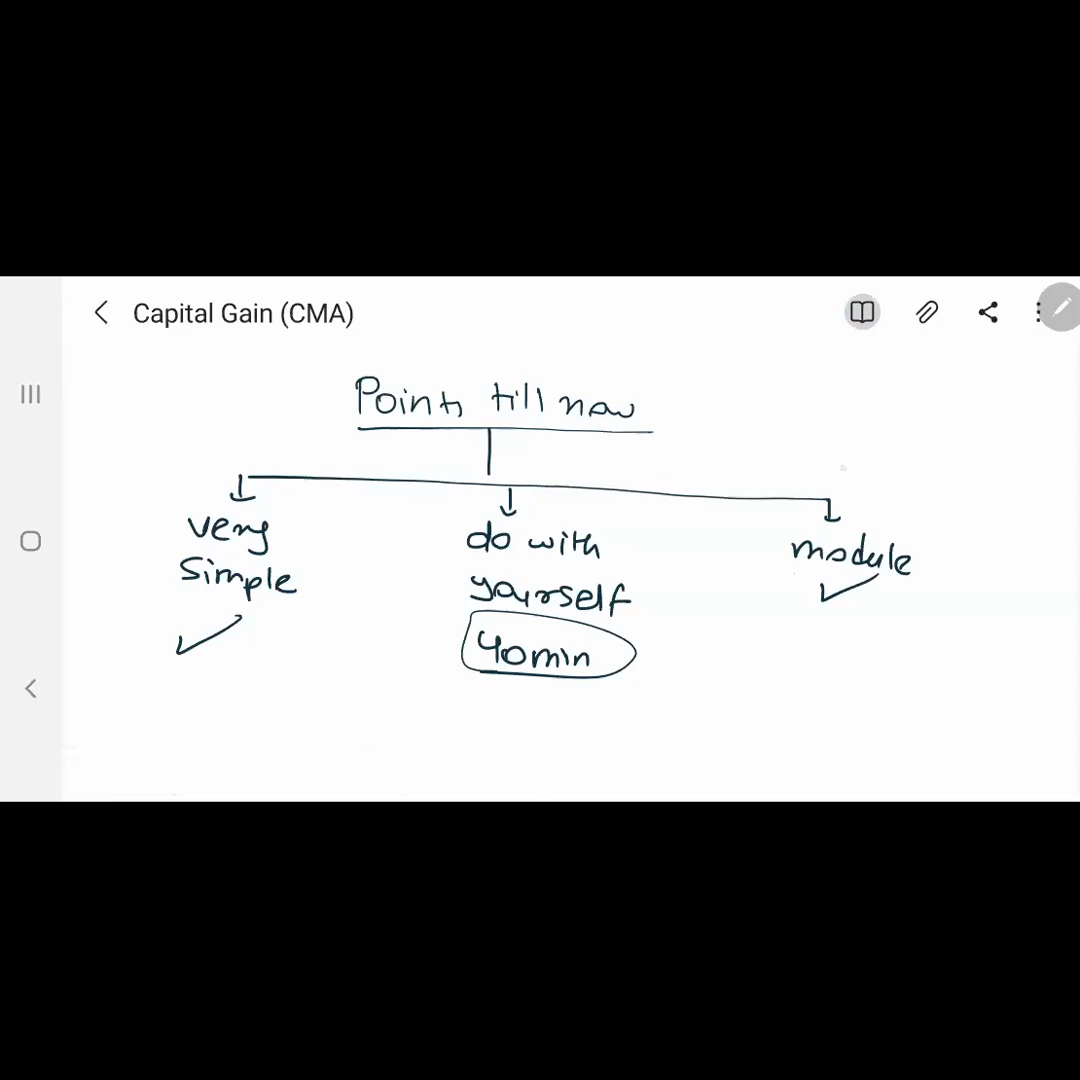 Capital Gain (CMA)
Points till now
very
simple
do with
yourself
40min
module